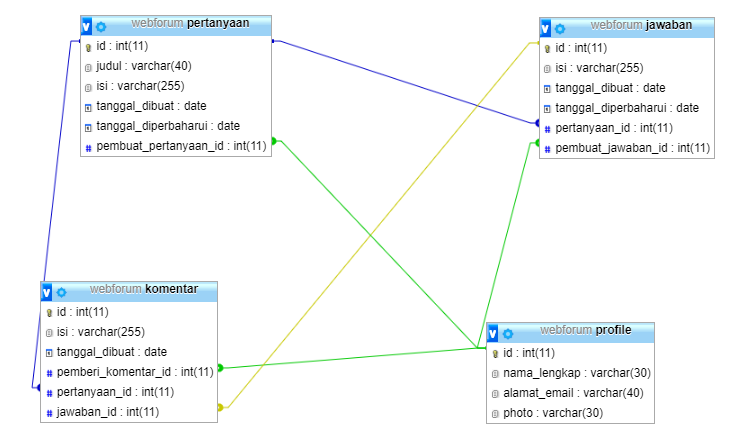 webforum pertanyaan
id : int(11)
judul : varchar(40)
isi : varchar(255)
tanggal_dibuat : date
tanggal_diperbaharui : date
pembuat_pertanyaan_id : int(11)
webforum jawaban
id : int(11)
isi : varchar(255)
tanggal_dibuat : date
tanggal_diperbaharui : date
pertanyaan_id : int(11)
pembuat_jawaban_id : int(11)
webforum komentar
id : int(11)
isi : varchar(255)
tanggal_dibuat : date
pemberi_komentar_id : int(11)
pertanyaan_id : int(11)
jawaban_id : int(11)
webforum profile
id : int(11)
nama_lengkap : varchar(30)
alamat_email : varchar(40)
photo : varchar(30)